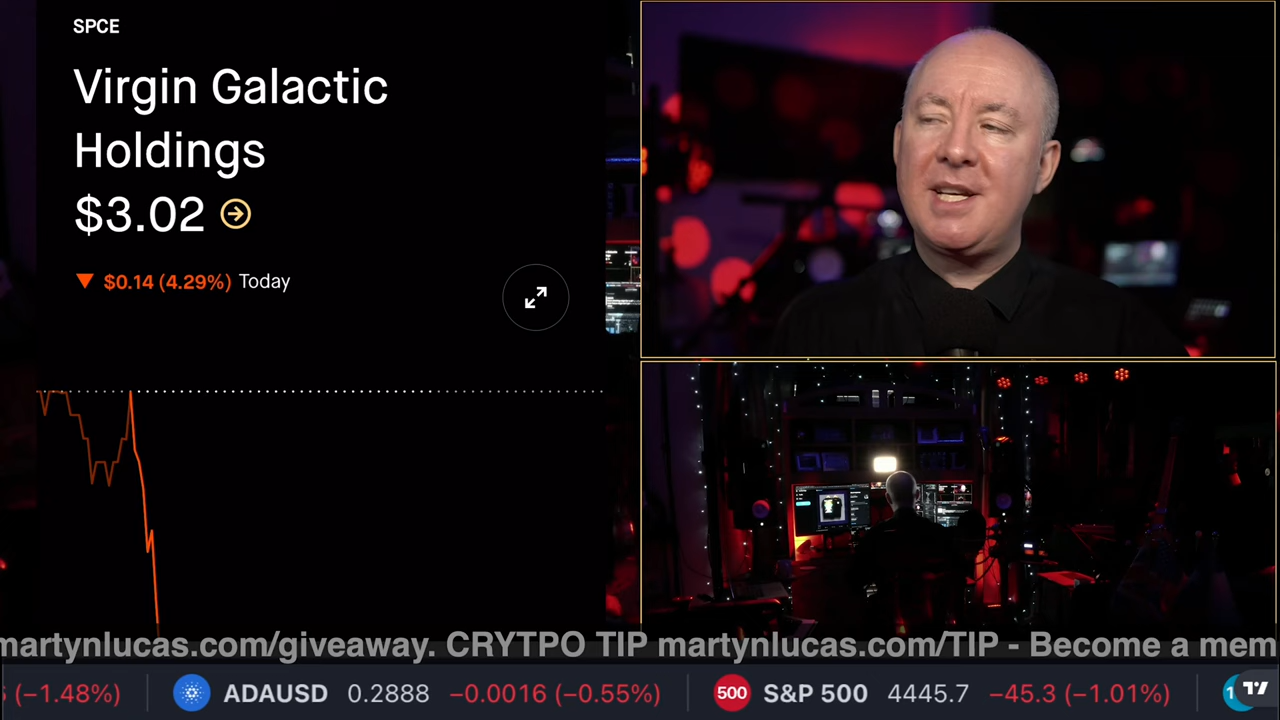 SPCE
Virgin Galactic
Holdings
$3.02
$0.14 (4.29%) Today
martynlucas.com/giveaway. CRYTPO TIP martynlucas.com/TIP - Become a mem
(−1.48%) ADAUSD 0.2888 −0.0016 (−0.55%) 500 S&P 500 4445.7 −45.3 (−1.01%)